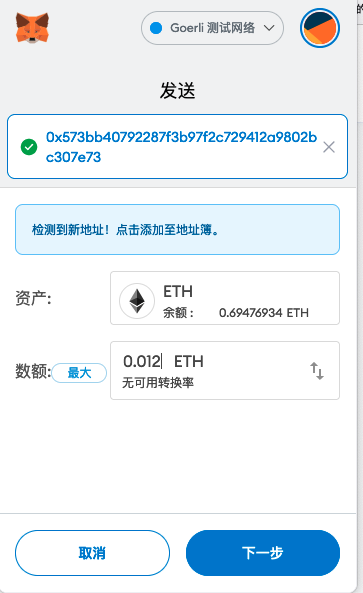 Goerli 测试网络
发送
0x573bb40792287f3b97f2c729412a9802b
c307e73
检测到新地址！点击添加至地址簿。
资产:
ETH
余额： 0.69476934 ETH
数额:
最大
0.012 ETH
无可用转换率
取消
下一步